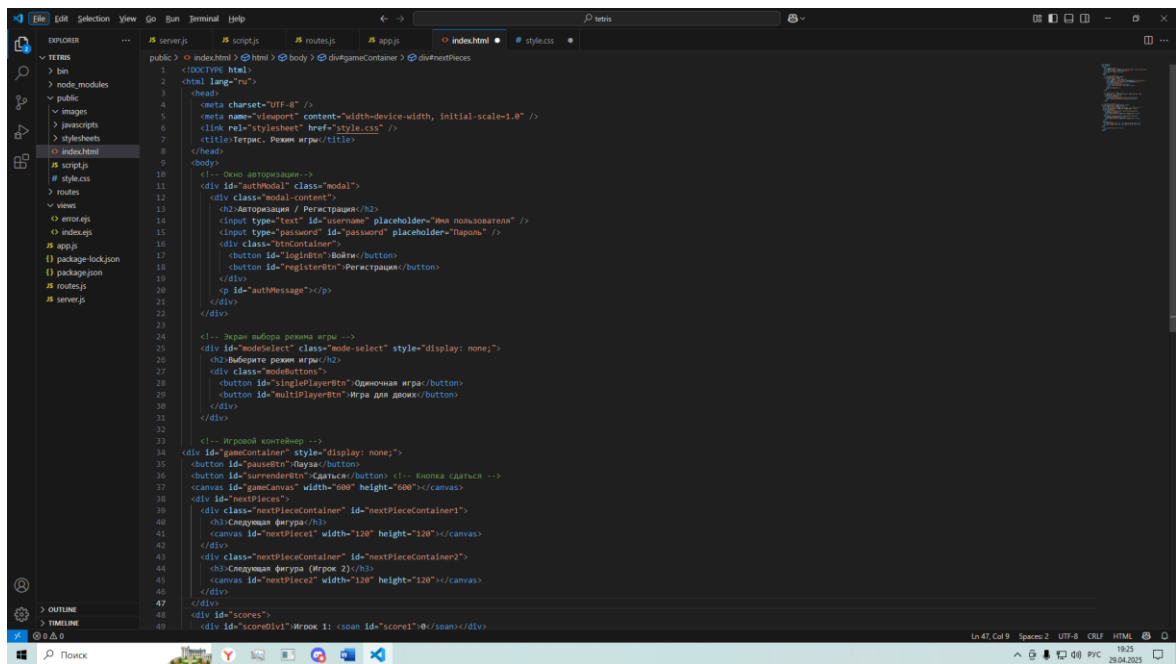 File Edit Selection View Go Run Terminal Help
tetris
EXPLORER
JS server.js JS script.js JS routes.js JS app.js index.html # style.css
TETRIS
bin
node_modules
public
images
javascripts
stylesheets
index.html
JS script.js
# style.css
routes
views
error.ejs
index.ejs
JS app.js
{} package-lock.json
{} package.json
JS routes.js
JS server.js
OUTLINE
TIMELINE
public > index.html > html > body > div#gameContainer > div#nextPieces
1 <!DOCTYPE html>
2 <html lang="ru">
3 <head>
4 <meta charset="UTF-8" />
5 <meta name="viewport" content="width=device-width, initial-scale=1.0" />
6 <link rel="stylesheet" href="style.css" />
7 <title>Тетрис. Режим игры</title>
8 </head>
9 <body>
10 <!-- Окно авторизации-->
11 <div id="authModal" class="modal">
12 <div class="modal-content">
13 <h2>Авторизация / Регистрация</h2>
14 <input type="text" id="username" placeholder="Имя пользователя" />
15 <input type="password" id="password" placeholder="Пароль" />
16 <div class="btnContainer">
17 <button id="loginBtn">Войти</button>
18 <button id="registerBtn">Регистрация</button>
19 </div>
20 <p id="authMessage"></p>
21 </div>
22 </div>
23
24 <!-- Экран выбора режима игры -->
25 <div id="modeSelect" class="mode-select" style="display: none;">
26 <h2>Выберите режим игры</h2>
27 <div class="modeButtons">
28 <button id="singlePlayerBtn">Одиночная игра</button>
29 <button id="multiPlayerBtn">Игра для двоих</button>
30 </div>
31 </div>
32
33 <!-- Игровой контейнер -->
34 <div id="gameContainer" style="display: none;">
35 <button id="pauseBtn">Пауза</button>
36 <button id="surrenderBtn">Сдаться</button> <!-- Кнопка сдаться -->
37 <canvas id="gameCanvas" width="600" height="600"></canvas>
38 <div id="nextPieces">
39 <div class="nextPieceContainer" id="nextPieceContainer1">
40 <h3>Следующая фигура</h3>
41 <canvas id="nextPiece1" width="120" height="120"></canvas>
42 </div>
43 <div class="nextPieceContainer" id="nextPieceContainer2">
44 <h3>Следующая фигура (Игрок 2)</h3>
45 <canvas id="nextPiece2" width="120" height="120"></canvas>
46 </div>
47 </div>
48 <div id="scores">
49 <div id="scoreDiv1">Игрок 1: <span id="score1">0</span></div>
0 0 Ln 47, Col 9 Spaces: 2 UTF-8 CRLF HTML
Поиск
РУС 19:25
29.04.2025